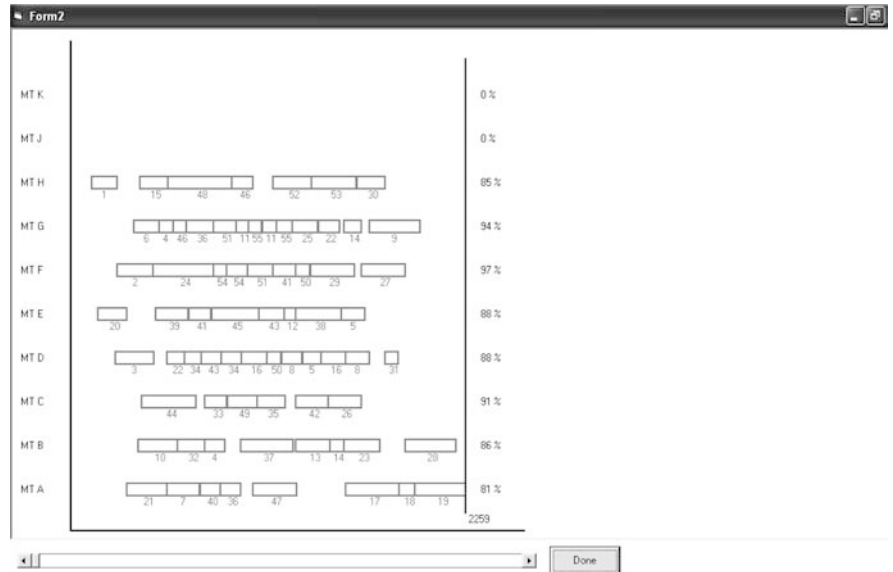 Form2
MT K 0 %
MT J 0 %
MT H 85 %
1 15 48 46 52 53 30
MT G 94 %
6 4 46 36 51 11 55 11 55 25 22 14 9
MT F 97 %
2 24 54 54 51 41 50 29 27
MT E 88 %
20 39 41 45 43 12 38 5
MT D 88 %
3 22 34 43 34 16 50 8 5 16 8 31
MT C 91 %
44 33 49 35 42 26
MT B 86 %
10 32 4 37 13 14 23 28
MT A 81 %
21 7 40 36 47 17 18 19
2259
Done